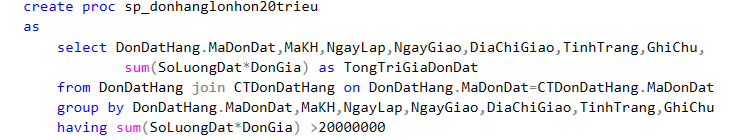 create proc sp_donhanglonhon20trieu
as
select DonDatHang.MaDonDat,MaKH,NgayLap,NgayGiao,DiaChiGiao,TinhTrang,GhiChu,
sum(SoLuongDat*DonGia) as TongTriGiaDonDat
from DonDatHang join CTDonDatHang on DonDatHang.MaDonDat=CTDonDatHang.MaDonDat
group by DonDatHang.MaDonDat,MaKH,NgayLap,NgayGiao,DiaChiGiao,TinhTrang,GhiChu
having sum(SoLuongDat*DonGia) >20000000